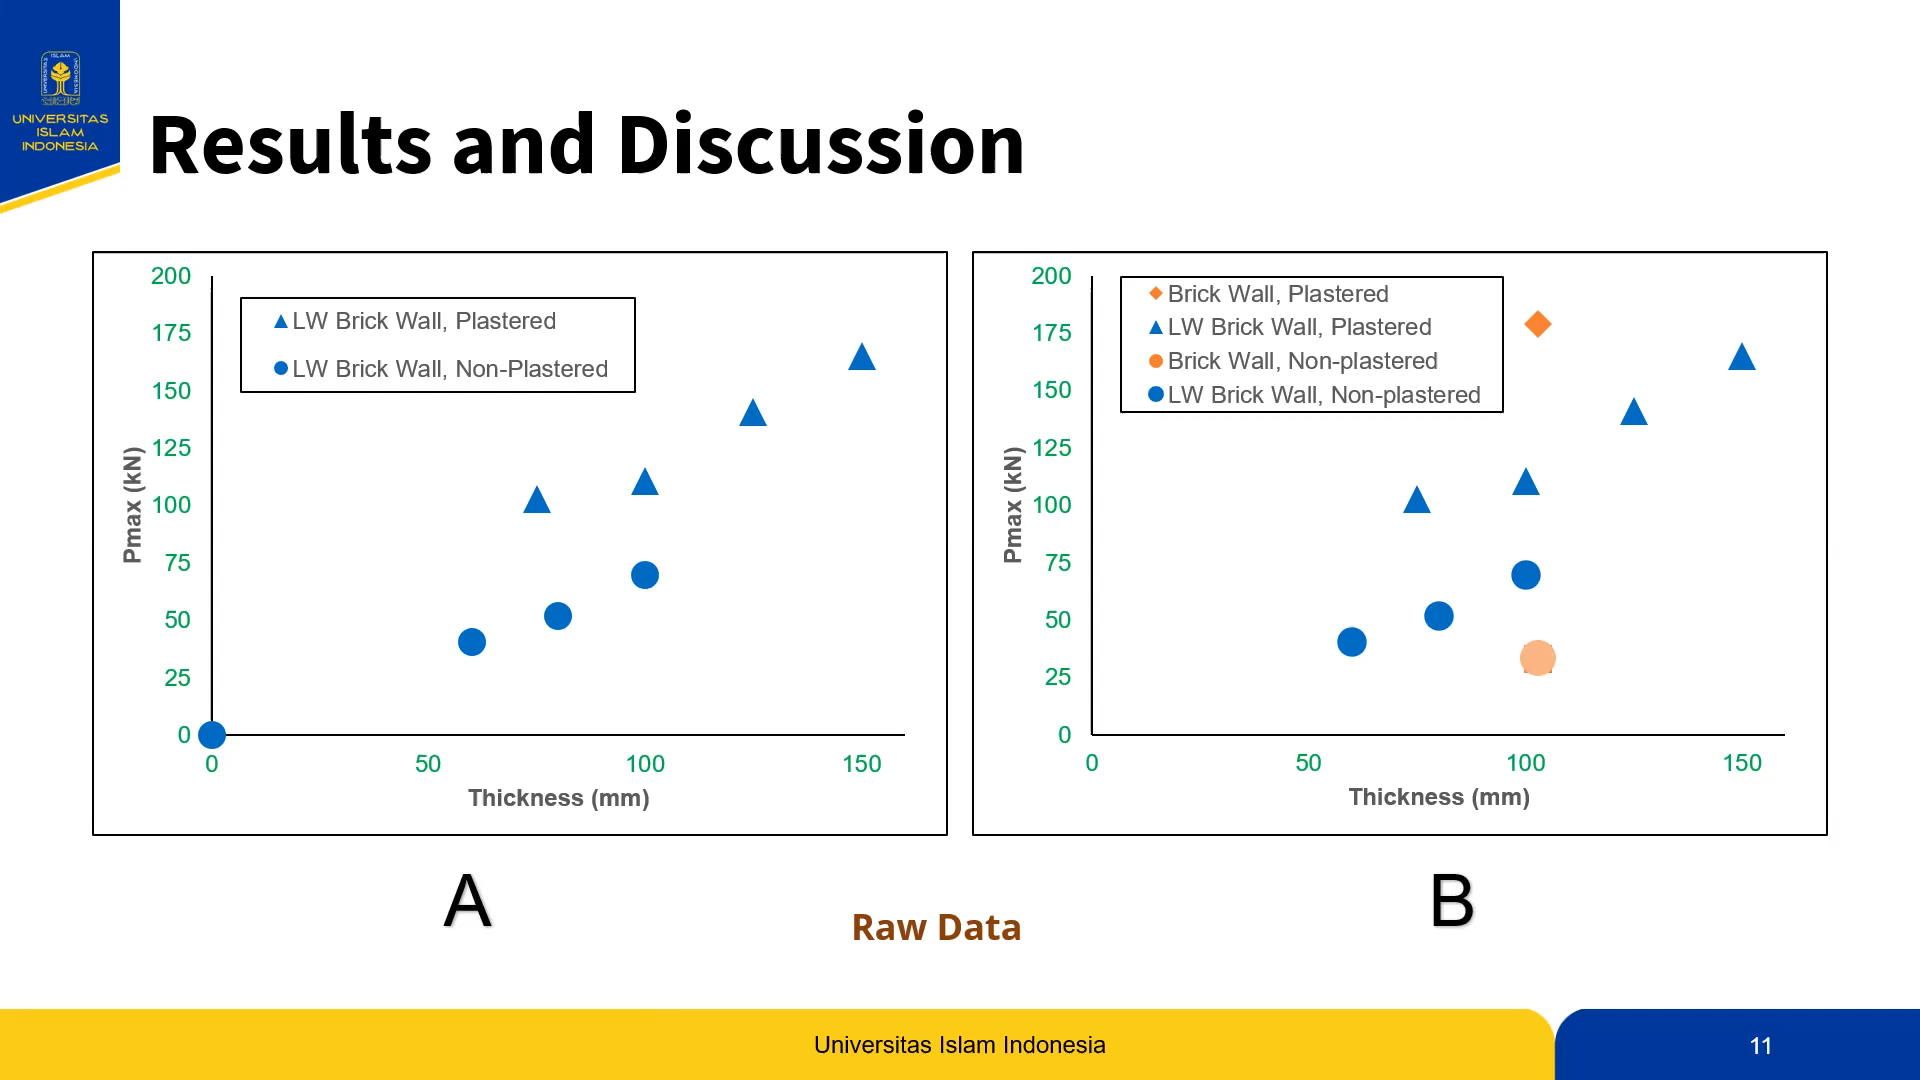 UNIVERSITAS
ISLAM
INDONESIA
Results and Discussion
200
175
150
125
100
75
50
25
0
Pmax (kN)
LW Brick Wall, Plastered
LW Brick Wall, Non-Plastered
0
50
100
150
Thickness (mm)
A
200
175
150
125
100
75
50
25
0
Pmax (kN)
Brick Wall, Plastered
LW Brick Wall, Plastered
Brick Wall, Non-plastered
LW Brick Wall, Non-plastered
0
50
100
150
Thickness (mm)
B
Raw Data
Universitas Islam Indonesia
11